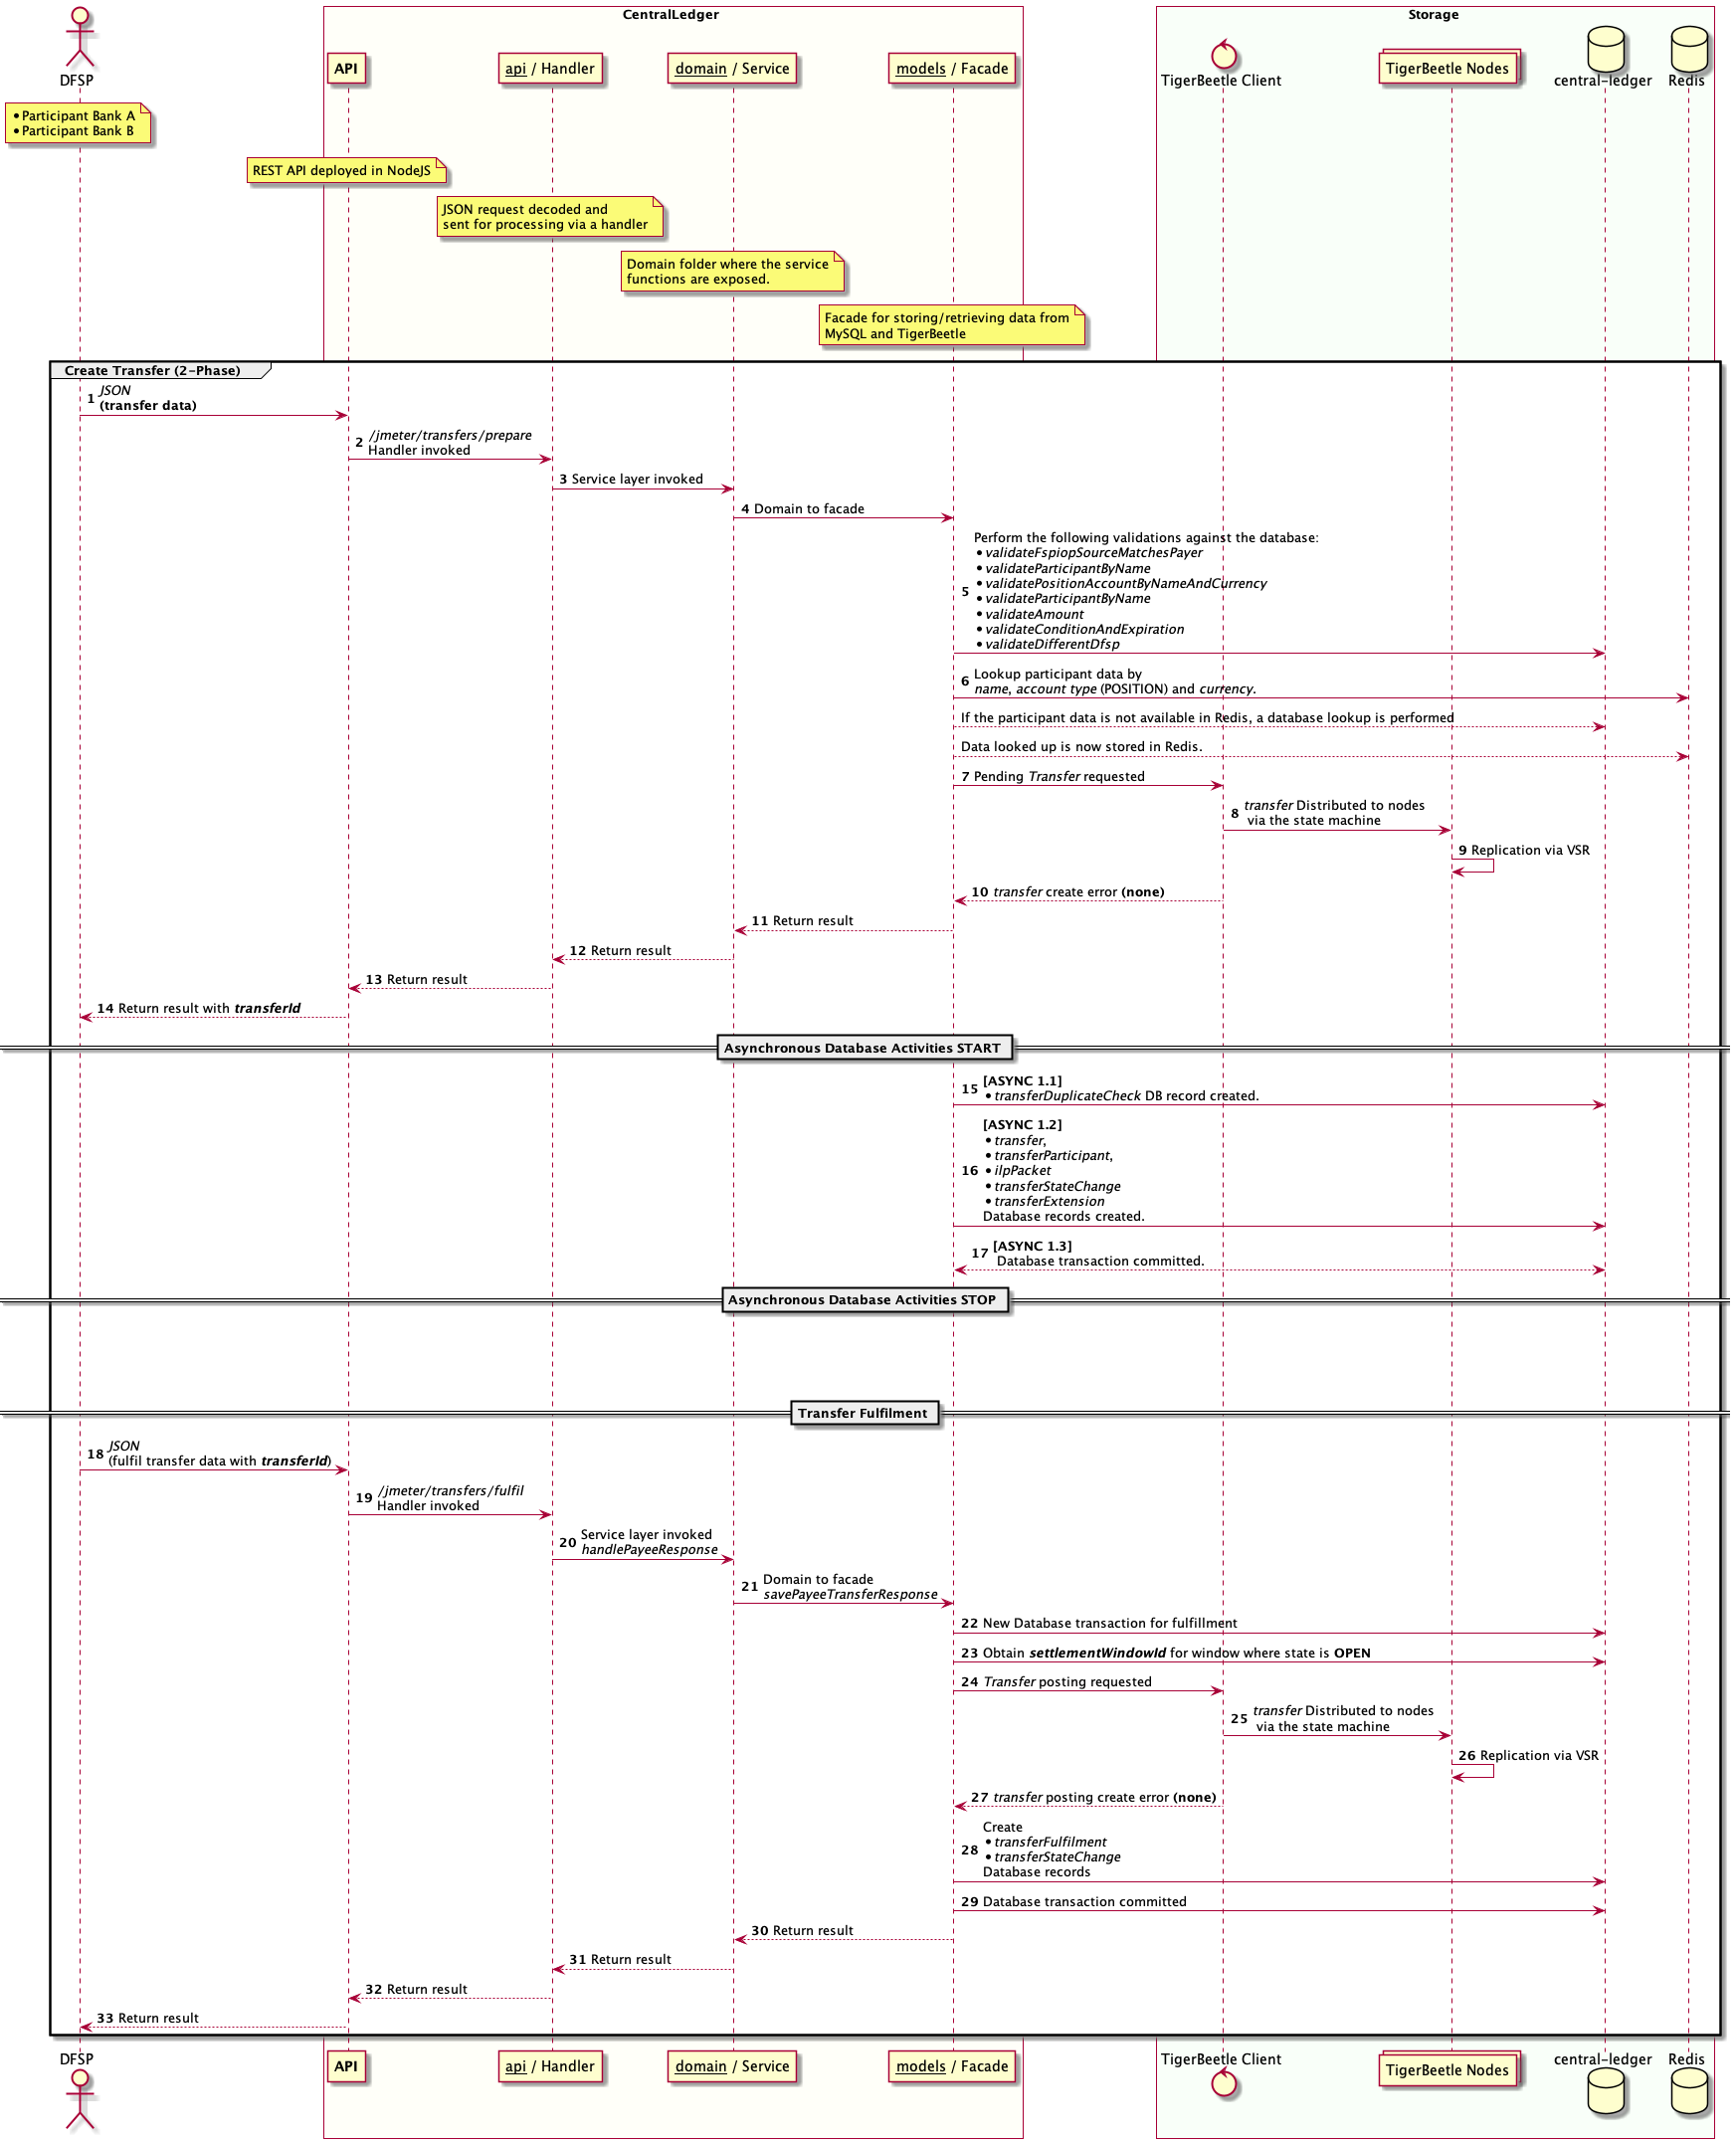 CentralLedger
Storage
DFSP
API
api / Handler
domain / Service
models / Facade
TigerBeetle Client
TigerBeetle Nodes
central-ledger
Redis
•Participant Bank A
•Participant Bank B
REST API deployed in NodeJS
JSON request decoded and
sent for processing via a handler
Domain folder where the service
functions are exposed.
Facade for storing/retrieving data from
MySQL and TigerBeetle
Create Transfer (2-Phase)
1 JSON
(transfer data)
2 /jmeter/transfers/prepare
Handler invoked
3 Service layer invoked
4 Domain to facade
5 Perform the following validations against the database:
•validateFspiopSourceMatchesPayer
•validateParticipantByName
•validatePositionAccountByNameAndCurrency
•validateParticipantByName
•validateAmount
•validateConditionAndExpiration
•validateDifferentDfsp
6 Lookup participant data by
name, account type (POSITION) and currency.
If the participant data is not available in Redis, a database lookup is performed
Data looked up is now stored in Redis.
7 Pending Transfer requested
8 transfer Distributed to nodes
via the state machine
9 Replication via VSR
10 transfer create error (none)
11 Return result
12 Return result
13 Return result
14 Return result with transferId
Asynchronous Database Activities START
15 [ASYNC 1.1]
•transferDuplicateCheck DB record created.
16 [ASYNC 1.2]
•transfer,
•transferParticipant,
•ilpPacket
•transferStateChange
•transferExtension
Database records created.
17 [ASYNC 1.3]
Database transaction committed.
Asynchronous Database Activities STOP
Transfer Fulfilment
18 JSON
(fulfil transfer data with transferId)
19 /jmeter/transfers/fulfil
Handler invoked
20 Service layer invoked
handlePayeeResponse
21 Domain to facade
savePayeeTransferResponse
22 New Database transaction for fulfillment
23 Obtain settlementWindowId for window where state is OPEN
24 Transfer posting requested
25 transfer Distributed to nodes
via the state machine
26 Replication via VSR
27 transfer posting create error (none)
28 Create
•transferFulfilment
•transferStateChange
Database records
29 Database transaction committed
30 Return result
31 Return result
32 Return result
33 Return result
DFSP
API
api / Handler
domain / Service
models / Facade
TigerBeetle Client
TigerBeetle Nodes
central-ledger
Redis